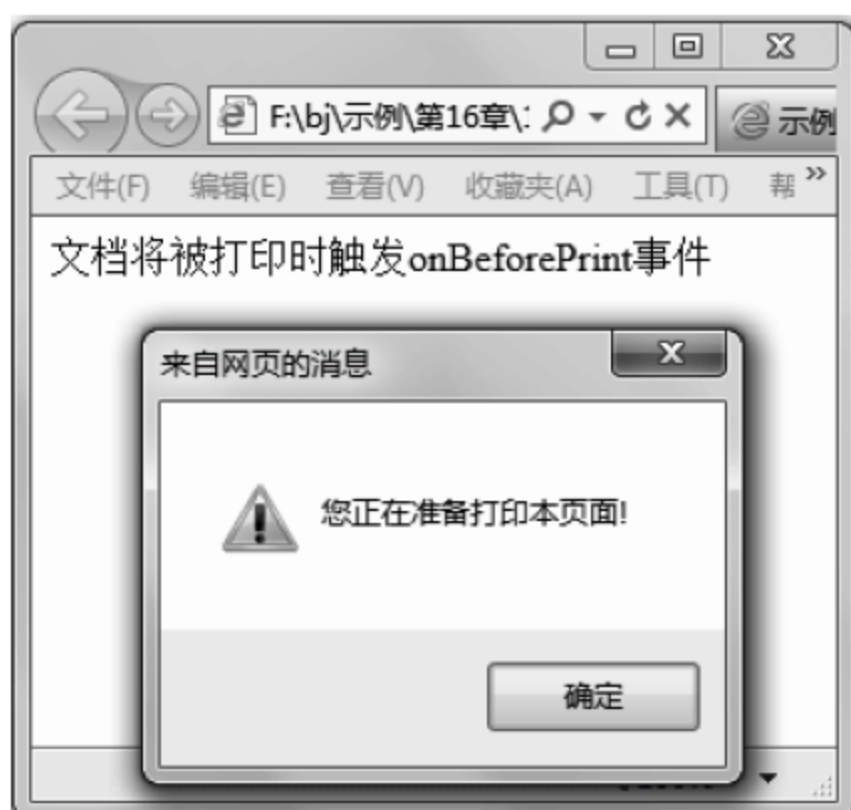 F:\bj\示例\第16章\
示例
文件(F) 编辑(E) 查看(V) 收藏夹(A) 工具(T) 帮 »
文档将被打印时触发onBeforePrint事件
来自网页的消息
您正在准备打印本页面!
确定